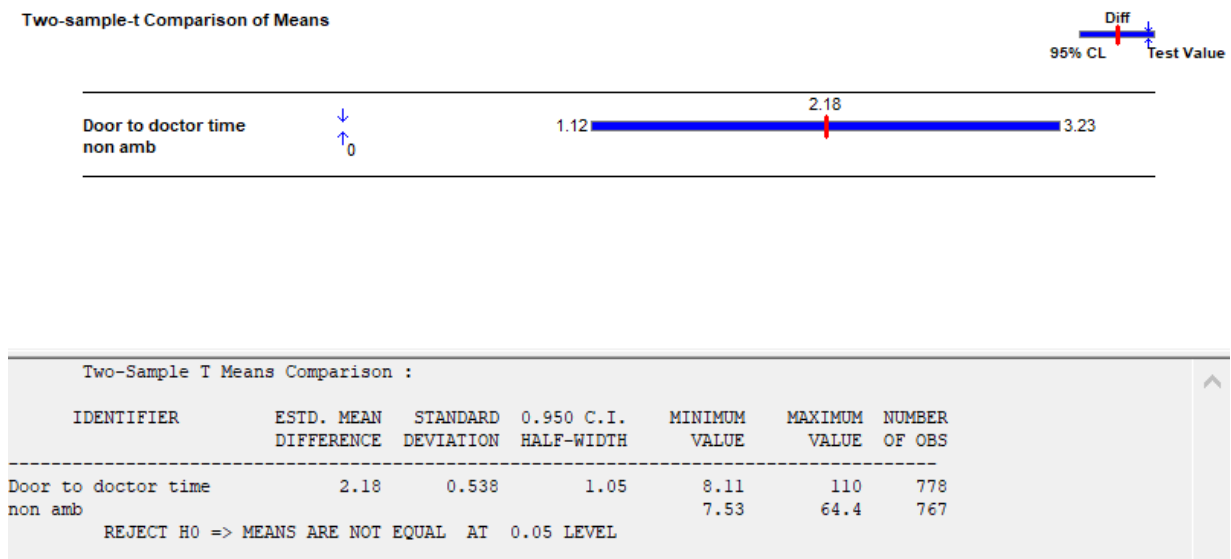 Two-sample-t Comparison of Means
Diff
95% CL Test Value
2.18
Door to doctor time 1.12 3.23
non amb 0
Two-Sample T Means Comparison :
IDENTIFIER ESTD. MEAN STANDARD 0.950 C.I. MINIMUM MAXIMUM NUMBER
DIFFERENCE DEVIATION HALF-WIDTH VALUE VALUE OF OBS
Door to doctor time 2.18 0.538 1.05 8.11 110 778
non amb 7.53 64.4 767
REJECT H0 => MEANS ARE NOT EQUAL AT 0.05 LEVEL